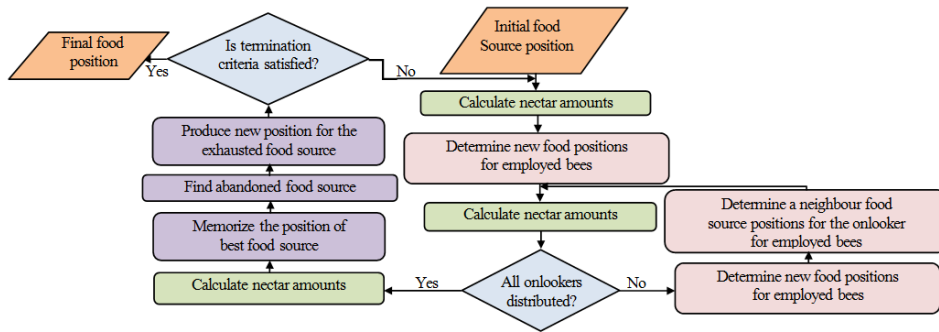 Final food
position
Yes
Is termination
criteria satisfied?
No
Initial food
Source position
Calculate nectar amounts
Determine new food positions
for employed bees
Calculate nectar amounts
All onlookers
distributed?
No
Determine new food positions
for employed bees
Determine a neighbour food
source positions for the onlooker
for employed bees
Yes
Calculate nectar amounts
Memorize the position of
best food source
Find abandoned food source
Produce new position for the
exhausted food source